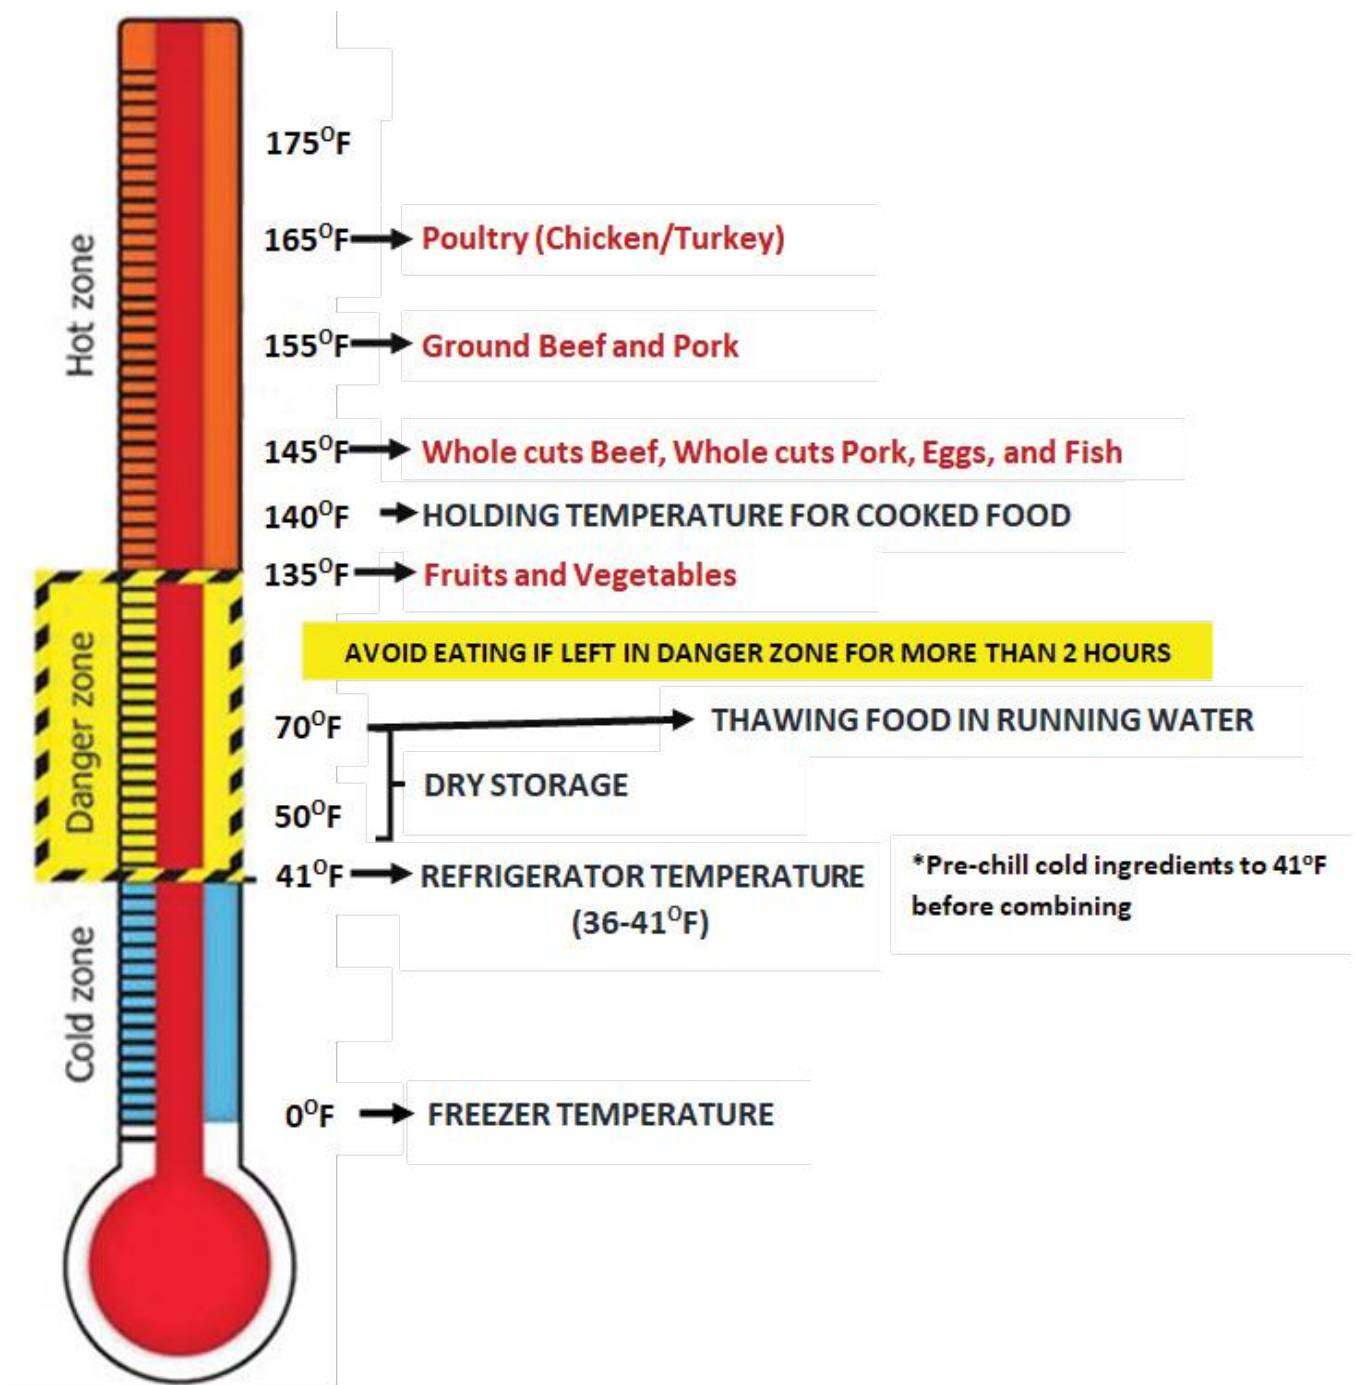 175°F
165°F Poultry (Chicken/Turkey)
Hot zone
155°F Ground Beef and Pork
145°F Whole cuts Beef, Whole cuts Pork, Eggs, and Fish
140°F HOLDING TEMPERATURE FOR COOKED FOOD
135°F Fruits and Vegetables
AVOID EATING IF LEFT IN DANGER ZONE FOR MORE THAN 2 HOURS
Danger zone
70°F THAWING FOOD IN RUNNING WATER
DRY STORAGE
50°F
41°F REFRIGERATOR TEMPERATURE
(36-41°F)
*Pre-chill cold ingredients to 41°F
before combining
Cold zone
0°F FREEZER TEMPERATURE